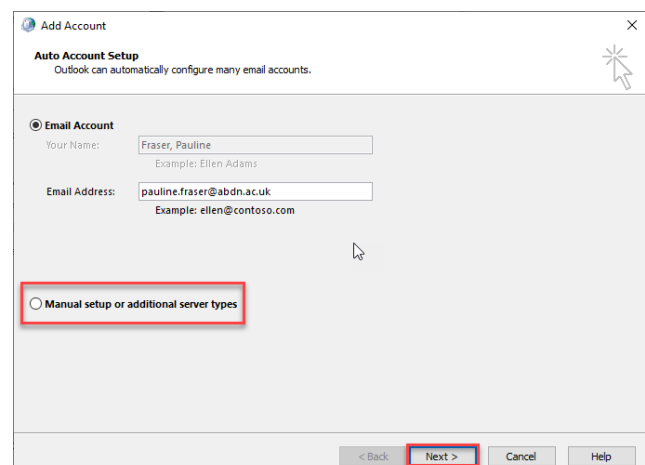 Add Account
Auto Account Setup
Outlook can automatically configure many email accounts.
Email Account
Your Name: Fraser, Pauline
Example: Ellen Adams
Email Address: pauline.fraser@abdn.ac.uk
Example: ellen@contoso.com
Manual setup or additional server types
< Back Next > Cancel Help